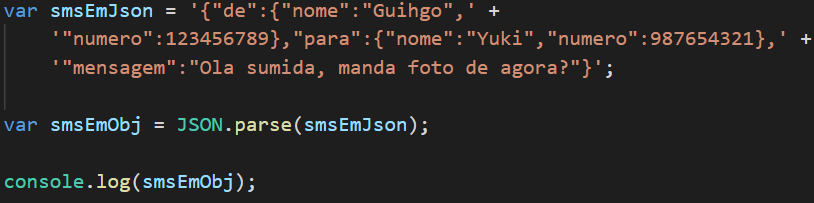 var smsEmJson = '{"de":{"nome":"Guihgo",' +
'"numero":123456789},"para":{"nome":"Yuki","numero":987654321},' +
'"mensagem":"Ola sumida, manda foto de agora?"}';
var smsEmObj = JSON.parse(smsEmJson);
console.log(smsEmObj);